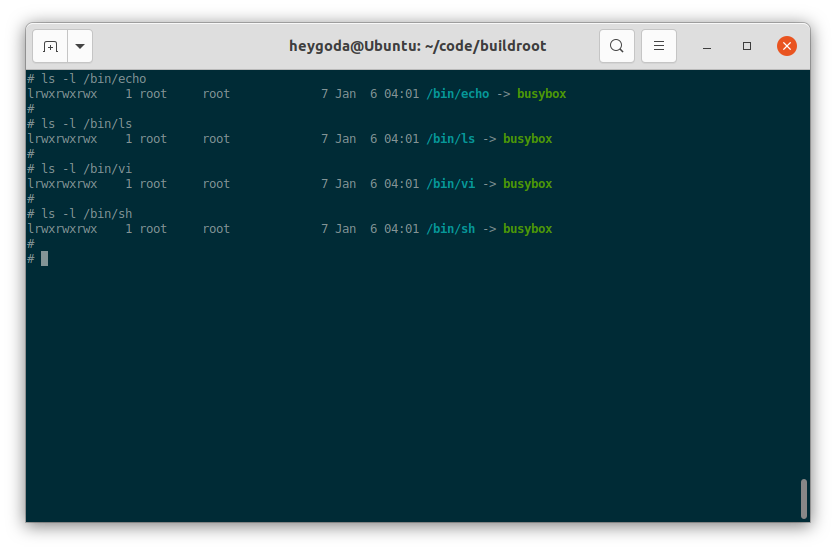 heygoda@Ubuntu: ~/code/buildroot
# ls -l /bin/echo
lrwxrwxrwx    1 root     root             7 Jan  6 04:01 /bin/echo -> busybox
#
# ls -l /bin/ls
lrwxrwxrwx    1 root     root             7 Jan  6 04:01 /bin/ls -> busybox
#
# ls -l /bin/vi
lrwxrwxrwx    1 root     root             7 Jan  6 04:01 /bin/vi -> busybox
#
# ls -l /bin/sh
lrwxrwxrwx    1 root     root             7 Jan  6 04:01 /bin/sh -> busybox
#
#